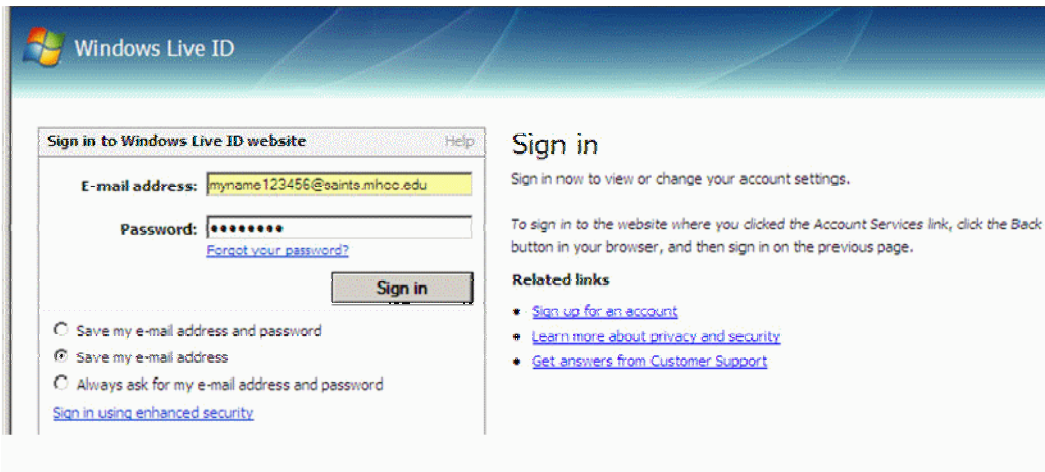 Windows Live ID
Sign in to Windows Live ID website
Help
E-mail address: myname123456@saints.mhcc.edu
Password: ••••••••
Forgot your password?
Sign in
Save my e-mail address and password
Save my e-mail address
Always ask for my e-mail address and password
Sign in using enhanced security
Sign in
Sign in now to view or change your account settings.
To sign in to the website where you clicked the Account Services link, click the Back
button in your browser, and then sign in on the previous page.
Related links
• Sign up for an account
• Learn more about privacy and security
• Get answers from Customer Support